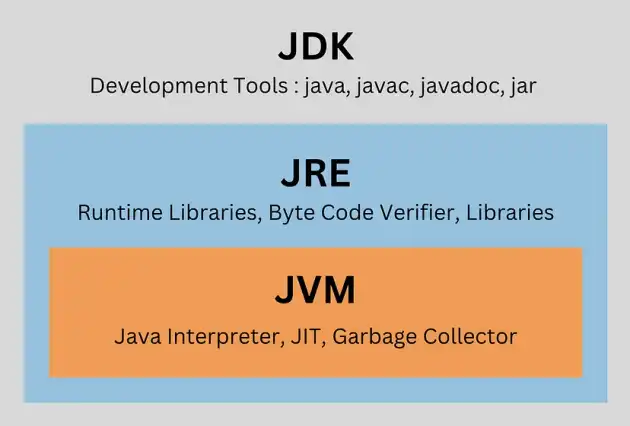 JDK
Development Tools : java, javac, javadoc, jar
JRE
Runtime Libraries, Byte Code Verifier, Libraries
JVM
Java Interpreter, JIT, Garbage Collector